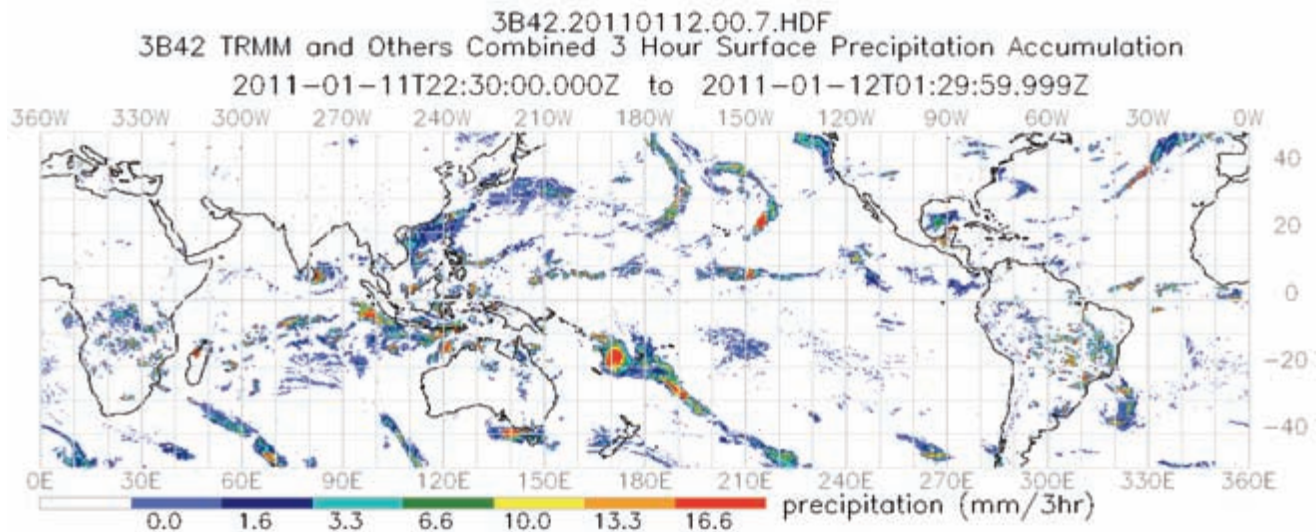 3B42.20110112.00.7.HDF
3B42 TRMM and Others Combined 3 Hour Surface Precipitation Accumulation
2011-01-11T22:30:00.000Z to 2011-01-12T01:29:59.999Z
360W 330W 300W 270W 240W 210W 180W 150W 120W 90W 60W 30W 0W
40
20
0
-20
-40
0E 30E 60E 90E 120E 150E 180E 210E 240E 270E 300E 330E 360E
precipitation (mm/3hr)
0.0 1.6 3.3 6.6 10.0 13.3 16.6